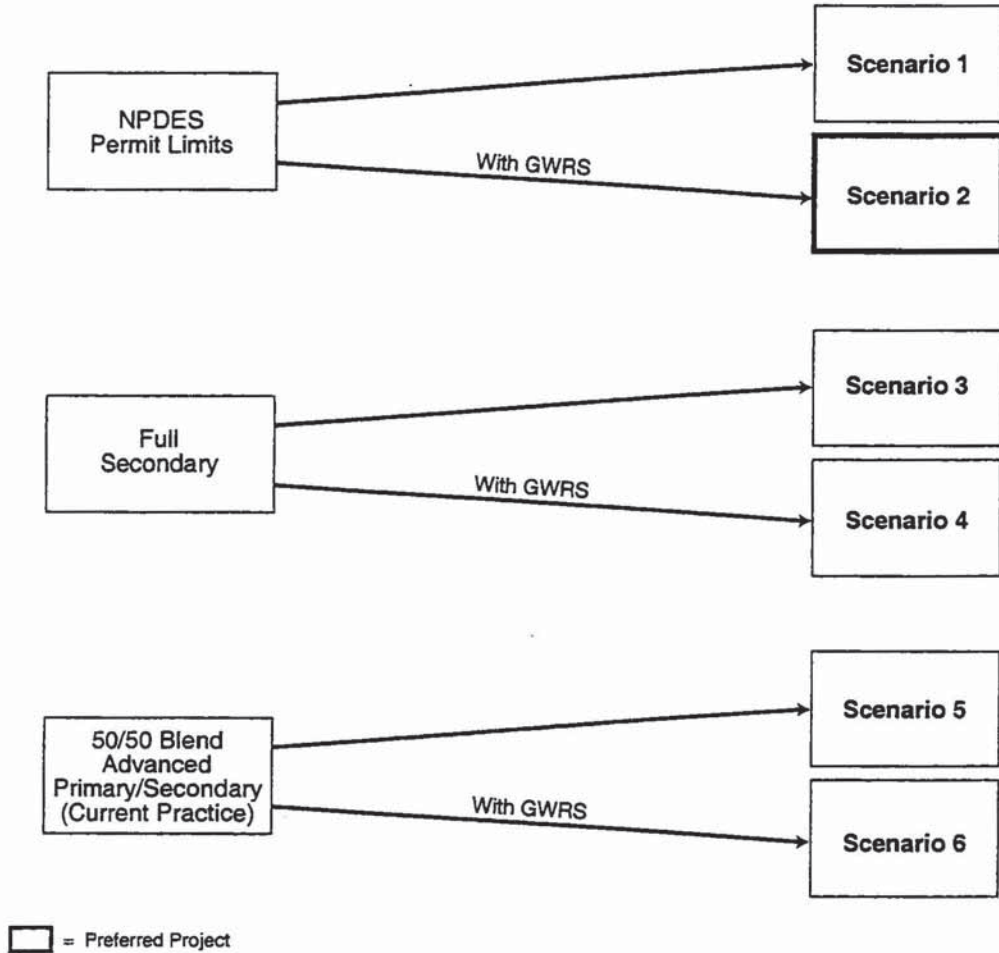 NPDES
Permit Limits
Scenario 1
With GWRS
Scenario 2
Full
Secondary
Scenario 3
With GWRS
Scenario 4
50/50 Blend
Advanced
Primary/Secondary
(Current Practice)
Scenario 5
With GWRS
Scenario 6
= Preferred Project